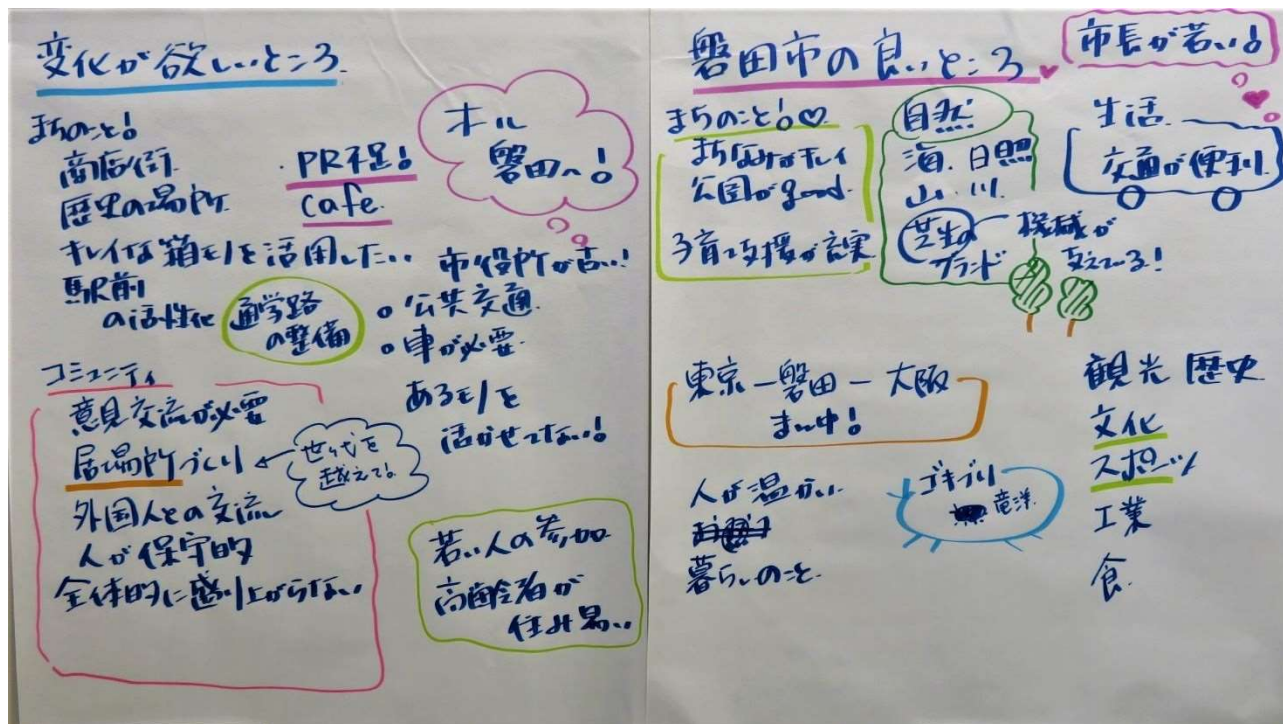 変化が欲しいところ
まちのこと!
商店街
歴史の場所
・PR不足!
cafe
オール
磐田へ!
キレイな箱モノを活用したい
駅前
の活性化
通学路
の整備
市役所が古い!
公共交通
車が必要
あるモノを
活かせてない!
コミュニティ
意見交流が必要
居場所づくり
世代を
越えて!
外国人との交流
人が保守的
全体的に盛り上がらない
若い人の参加
高齢者が
住み易い
磐田市の良いところ
市長が若い!
まちのこと!♡
まち並みがキレイ
公園がgood
子育て支援が充実
自然
海、日照
山、川
芝生の
ブランド
機械が
支えている!
生活
交通が便利
東京ー磐田ー大阪
まん中!
人が温かい
暮らしのこと
ゴキブリ
竜洋
観光 歴史
文化
スポーツ
工業
食